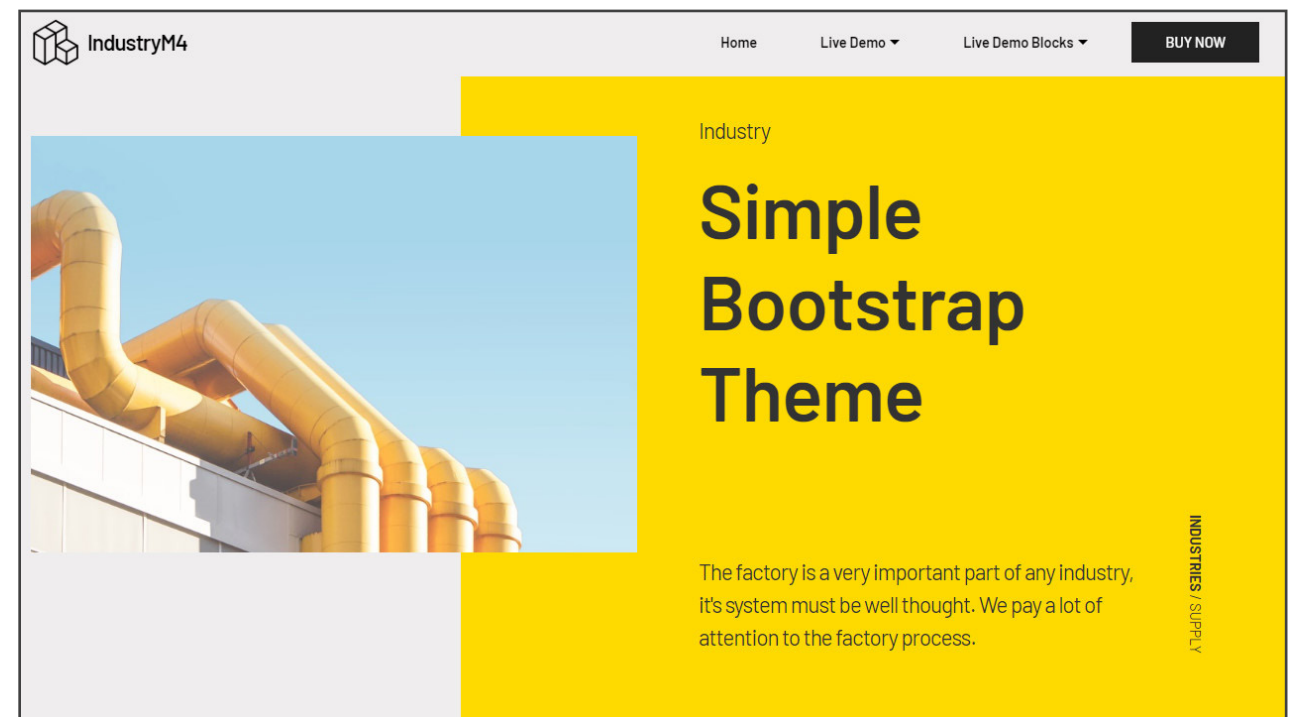 IndustryM4
Home
Live Demo
Live Demo Blocks
BUY NOW
Industry
Simple
Bootstrap
Theme
The factory is a very important part of any industry,
it's system must be well thought. We pay a lot of
attention to the factory process.
INDUSTRIES / SUPPLY